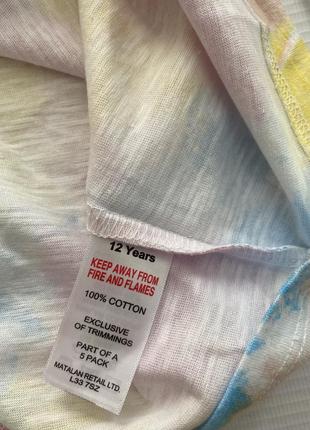 12 Years
KEEP AWAY FROM
FIRE AND FLAMES
100% COTTON
EXCLUSIVE
OF TRIMMINGS
PART OF A
5 PACK
MATALAN RETAIL LTD.
L33 7SZ